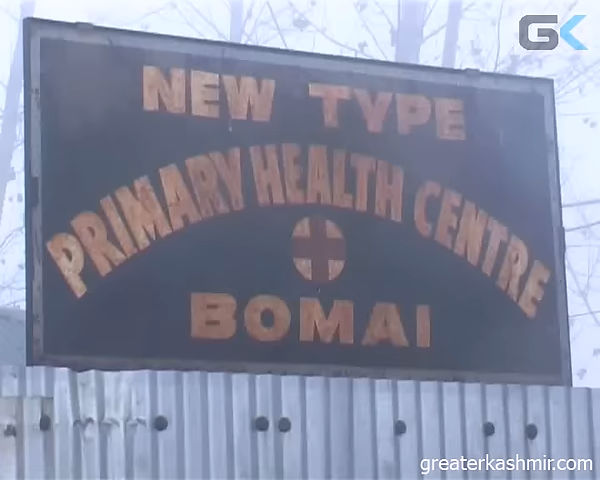 GK
NEW TYPE
PRIMARY HEALTH CENTRE
BOMAI
greaterkashmir.com